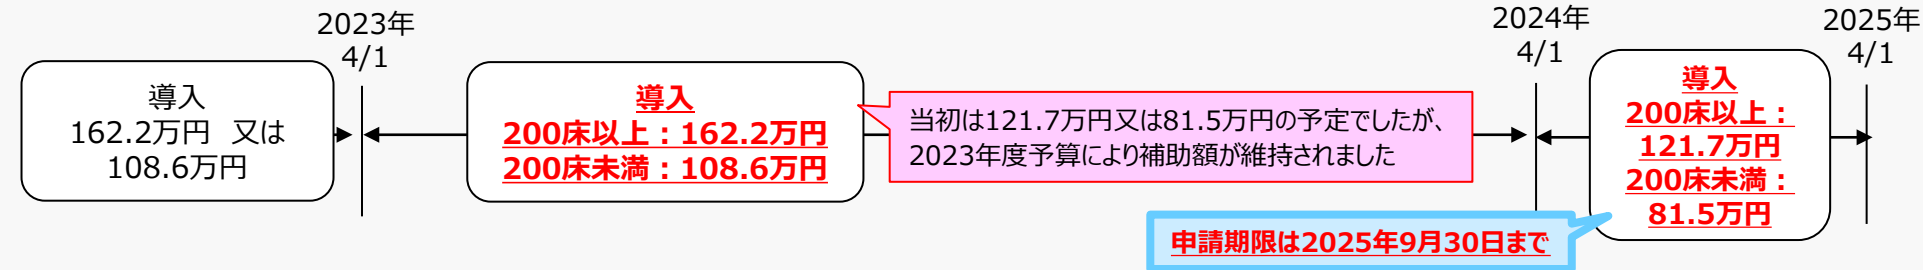 導入
162.2万円 又は
108.6万円
2023年
4/1
導入
200床以上：162.2万円
200床未満：108.6万円
当初は121.7万円又は81.5万円の予定でしたが、
2023年度予算により補助額が維持されました
2024年
4/1
導入
200床以上：
121.7万円
200床未満：
81.5万円
申請期限は2025年9月30日まで
2025年
4/1